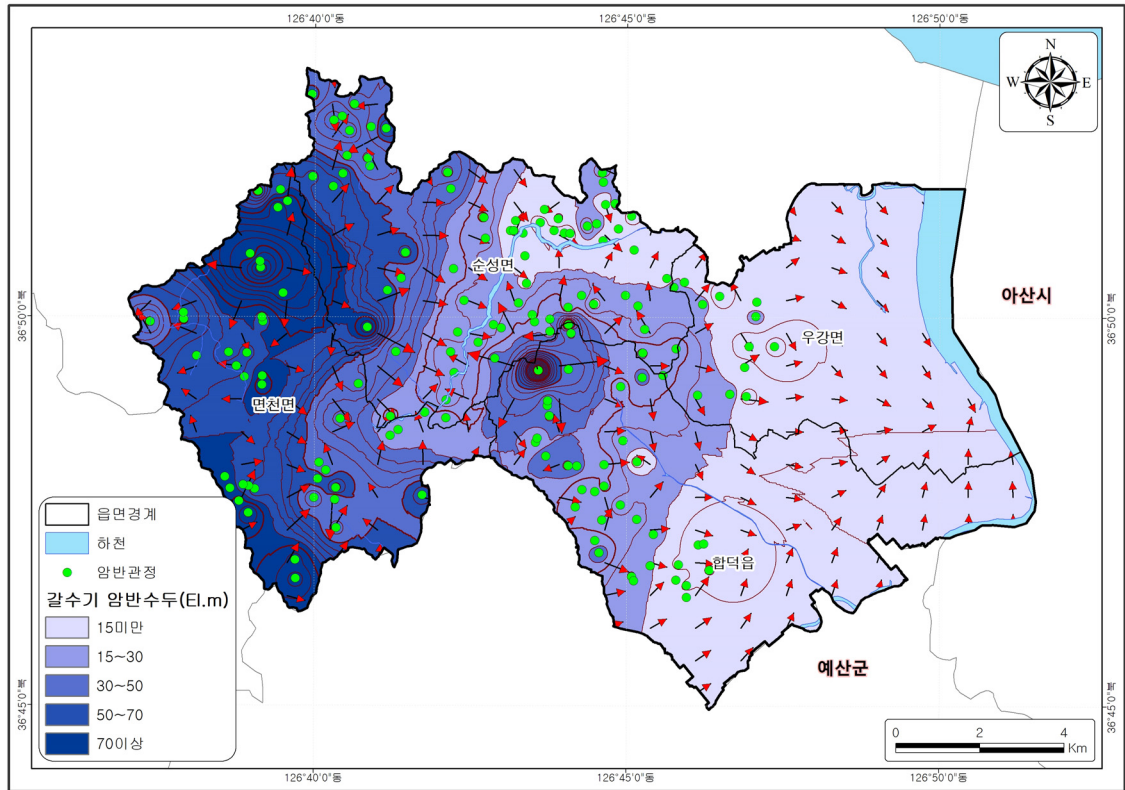 126°40'0"동
126°45'0"동
126°50'0"동
N
W
E
S
36°50'0"북
36°50'0"북
순성면
아산시
우강면
면천면
합덕읍
예산군
36°45'0"북
36°45'0"북
읍면경계
하천
암반관정
갈수기 암반수두(El.m)
15미만
15~30
30~50
50~70
70이상
0
2
4
Km
126°40'0"동
126°45'0"동
126°50'0"동